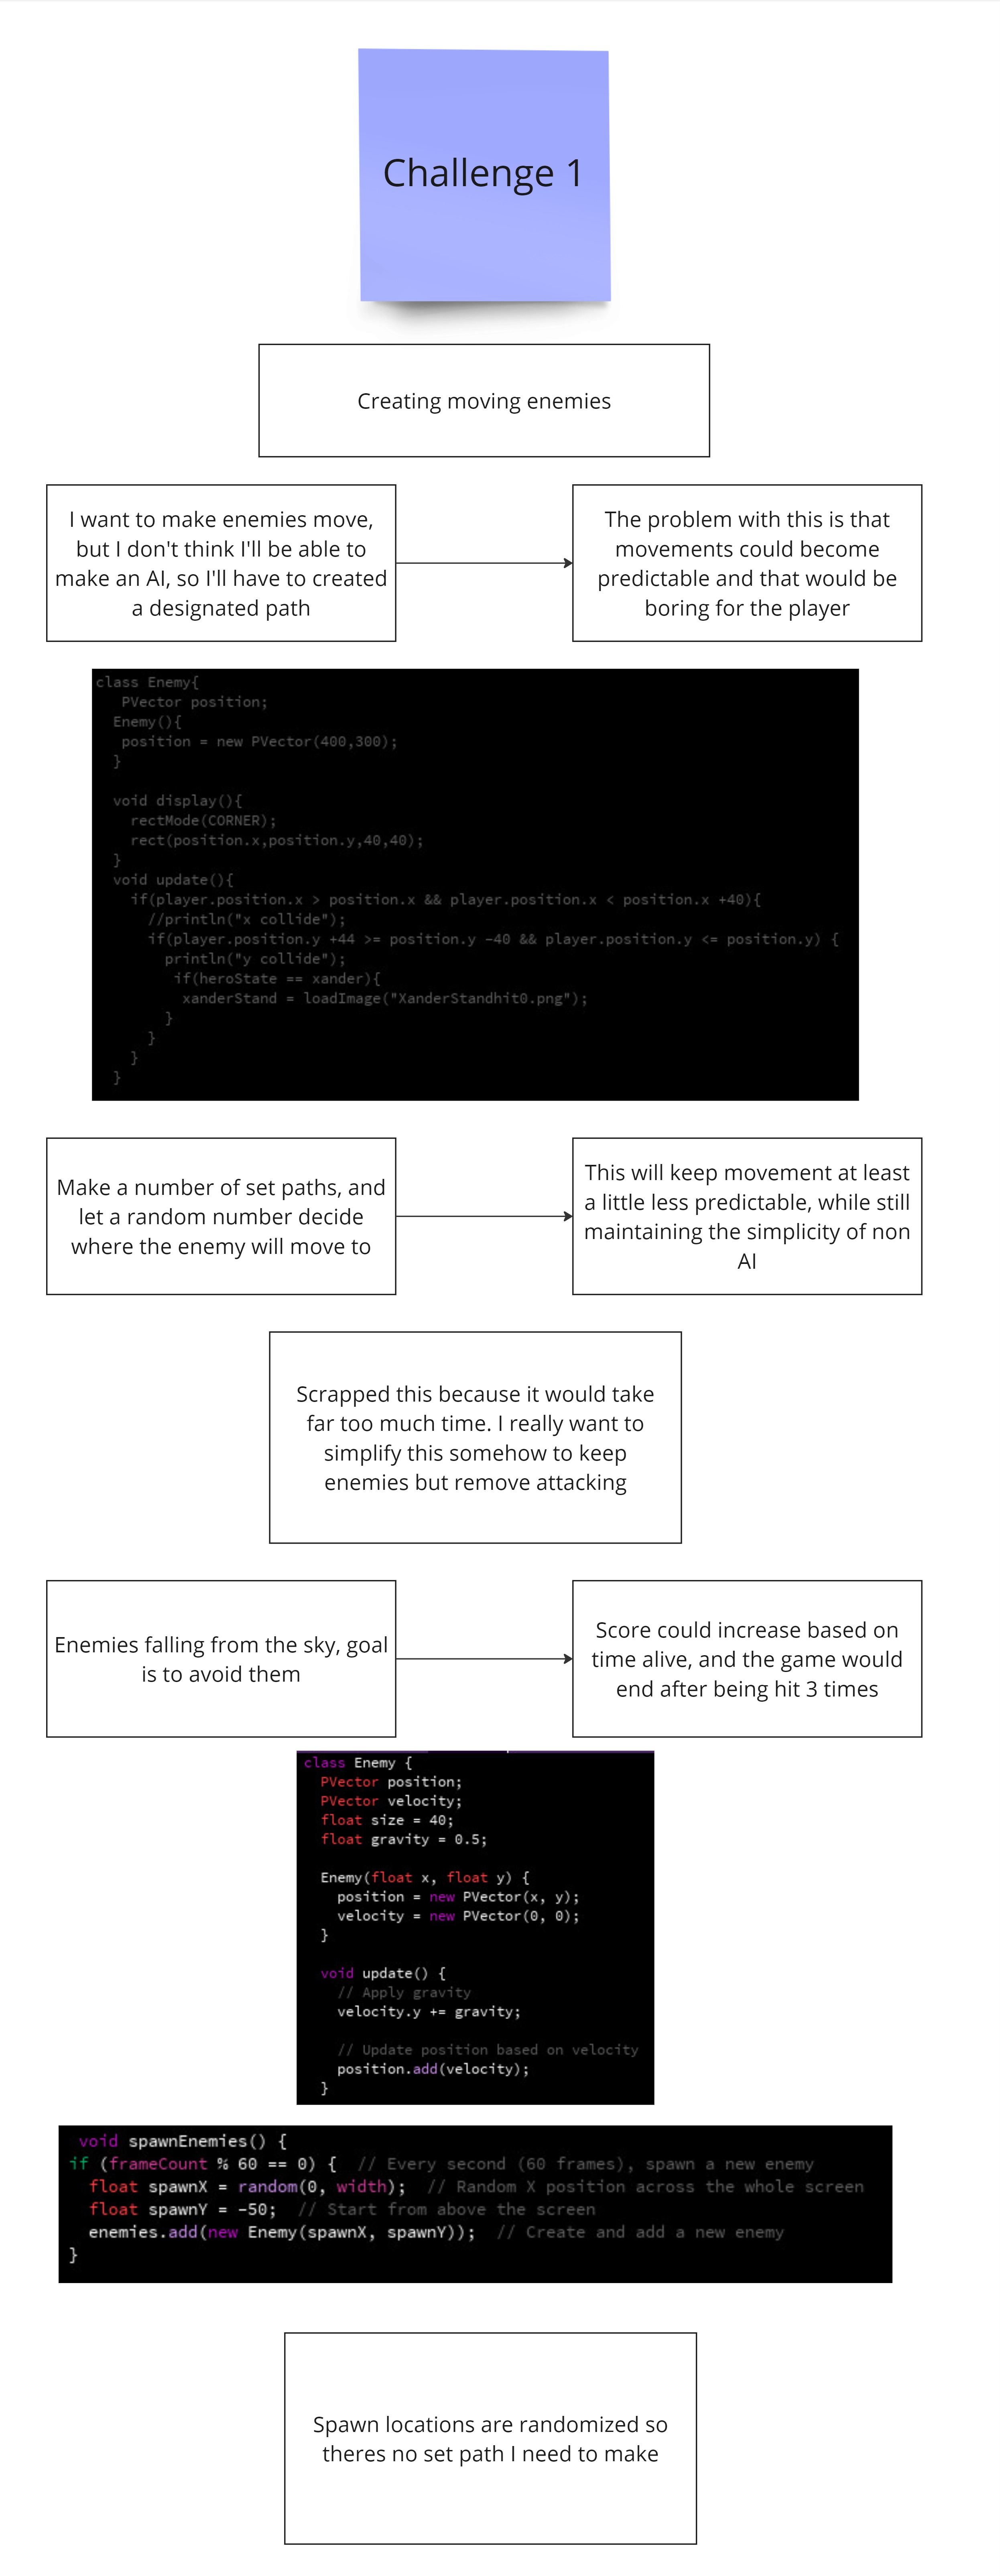 Challenge 1
Creating moving enemies
I want to make enemies move,
but I don't think I'll be able to
make an AI, so I'll have to created
a designated path
The problem with this is that
movements could become
predictable and that would be
boring for the player
class Enemy{
PVector position;
Enemy(){
position = new PVector(400,300);
}
void display(){
rectMode(CORNER);
rect(position.x,position.y,40,40);
}
void update(){
if(player.position.x > position.x && player.position.x < position.x +40){
//println("x collide");
if(player.position.y +44 >= position.y -40 && player.position.y <= position.y) {
println("y collide");
if(heroState == xander){
xanderStand = loadImage("XanderStandhit0.png");
}
}
}
}
Make a number of set paths, and
let a random number decide
where the enemy will move to
This will keep movement at least
a little less predictable, while still
maintaining the simplicity of non
AI
Scrapped this because it would take
far too much time. I really want to
simplify this somehow to keep
enemies but remove attacking
Enemies falling from the sky, goal
is to avoid them
Score could increase based on
time alive, and the game would
end after being hit 3 times
class Enemy {
PVector position;
PVector velocity;
float size = 40;
float gravity = 0.5;
Enemy(float x, float y) {
position = new PVector(x, y);
velocity = new PVector(0, 0);
}
void update() {
// Apply gravity
velocity.y += gravity;
// Update position based on velocity
position.add(velocity);
}
void spawnEnemies() {
if (frameCount % 60 == 0) {  // Every second (60 frames), spawn a new enemy
float spawnX = random(0, width);  // Random X position across the whole screen
float spawnY = -50;  // Start from above the screen
enemies.add(new Enemy(spawnX, spawnY));  // Create and add a new enemy
}
Spawn locations are randomized so
theres no set path I need to make